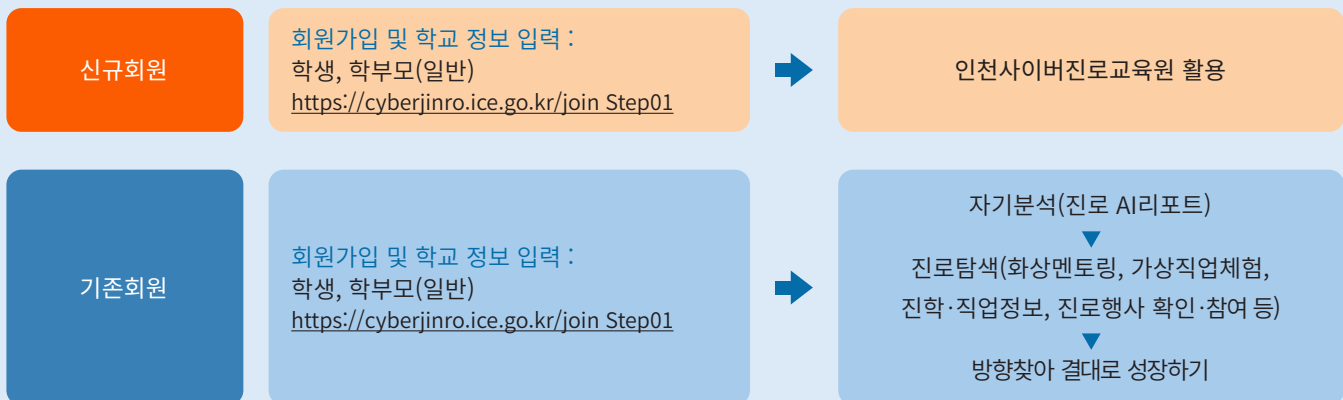 신규회원
회원가입 및 학교 정보 입력 :
학생, 학부모(일반)
https://cyberjinro.ice.go.kr/join Step01
인천사이버진로교육원 활용
기존회원
회원가입 및 학교 정보 입력 :
학생, 학부모(일반)
https://cyberjinro.ice.go.kr/join Step01
자기분석(진로 AI리포트)
진로탐색(화상멘토링, 가상직업체험,
진학·직업정보, 진로행사 확인·참여 등)
방향찾아 결대로 성장하기